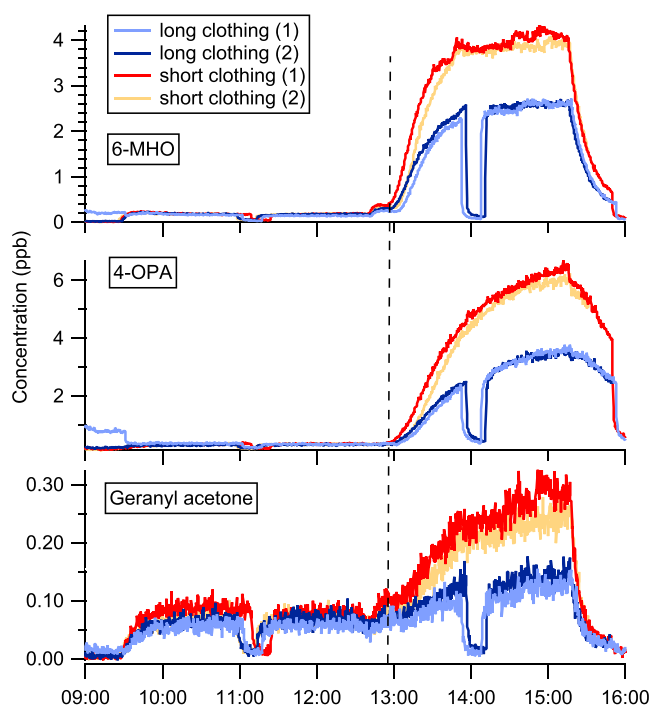 long clothing (1)
long clothing (2)
short clothing (1)
short clothing (2)
4
3
2
1
0
6-MHO
4-OPA
6
4
2
Concentration (ppb)
Geranyl acetone
0.30
0.20
0.10
0.00
09:00 10:00 11:00 12:00 13:00 14:00 15:00 16:00